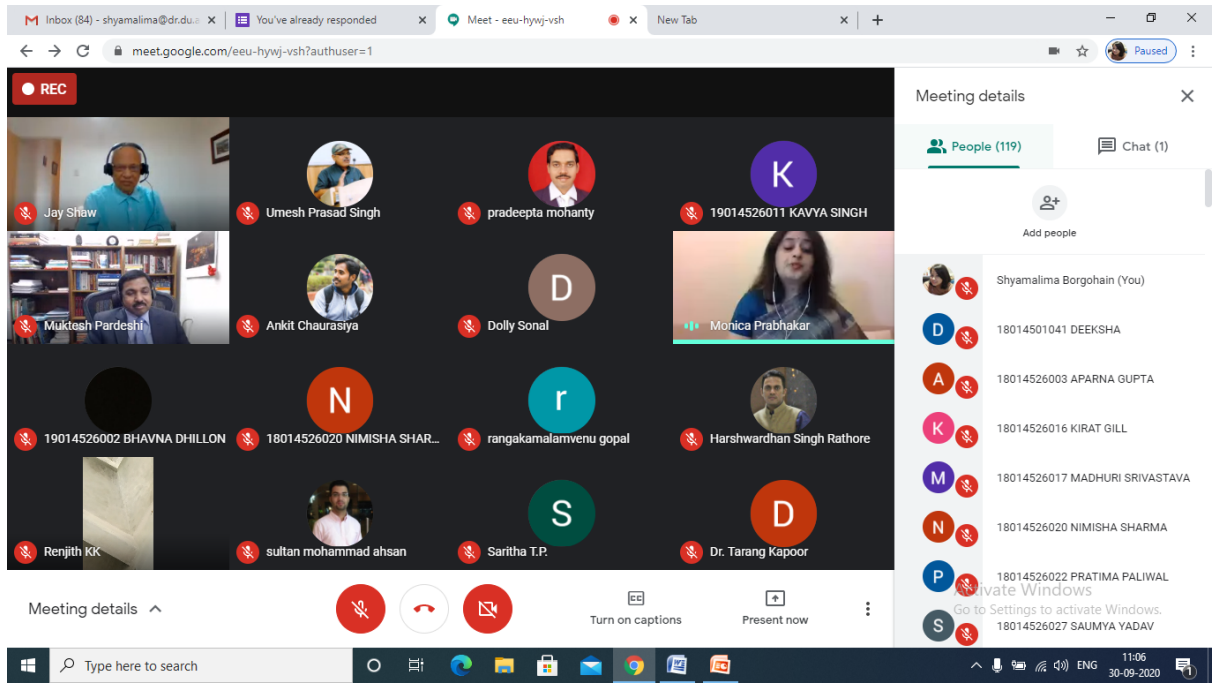 Inbox (84) - shyamalima@dr.du.a
You've already responded
Meet - eeu-hywj-vsh
New Tab
meet.google.com/eeu-hywj-vsh?authuser=1
Paused
REC
Meeting details
People (119)
Chat (1)
Add people
Jay Shaw
Umesh Prasad Singh
pradeepta mohanty
K
19014526011 KAVYA SINGH
Muktesh Pardeshi
Ankit Chaurasiya
D
Dolly Sonal
Monica Prabhakar
19014526002 BHAVNA DHILLON
N
18014526020 NIMISHA SHAR...
r
rangakamalamvenu gopal
Harshwardhan Singh Rathore
Renjith KK
sultan mohammad ahsan
S
Saritha T.P.
D
Dr. Tarang Kapoor
Shyamalima Borgohain (You)
D
18014501041 DEEKSHA
A
18014526003 APARNA GUPTA
K
18014526016 KIRAT GILL
M
18014526017 MADHURI SRIVASTAVA
N
18014526020 NIMISHA SHARMA
P
18014526022 PRATIMA PALIWAL
Activate Windows
Go to Settings to activate Windows.
S
18014526027 SAUMYA YADAV
Meeting details
CC
Turn on captions
Present now
Type here to search
ENG
11:06
30-09-2020
1